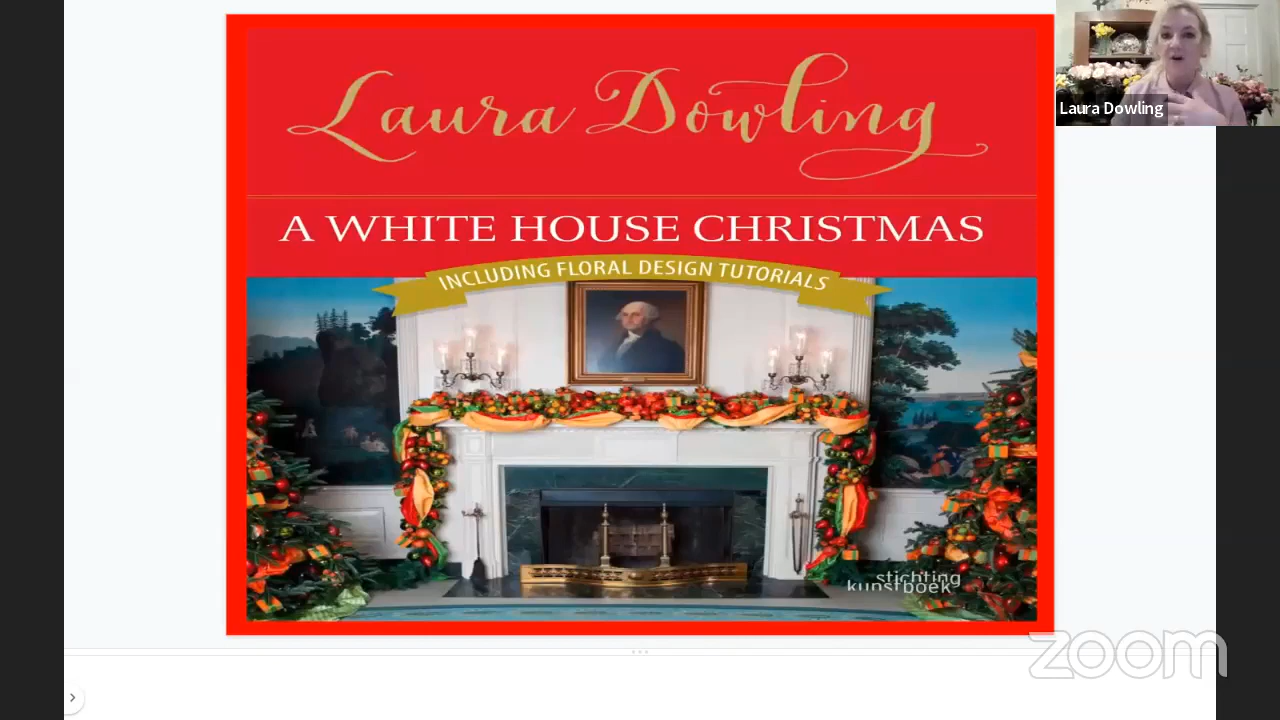 Laura Dowling
A WHITE HOUSE CHRISTMAS
INCLUDING FLORAL DESIGN TUTORIALS
stichting
kunstboek
Laura Dowling
zoom